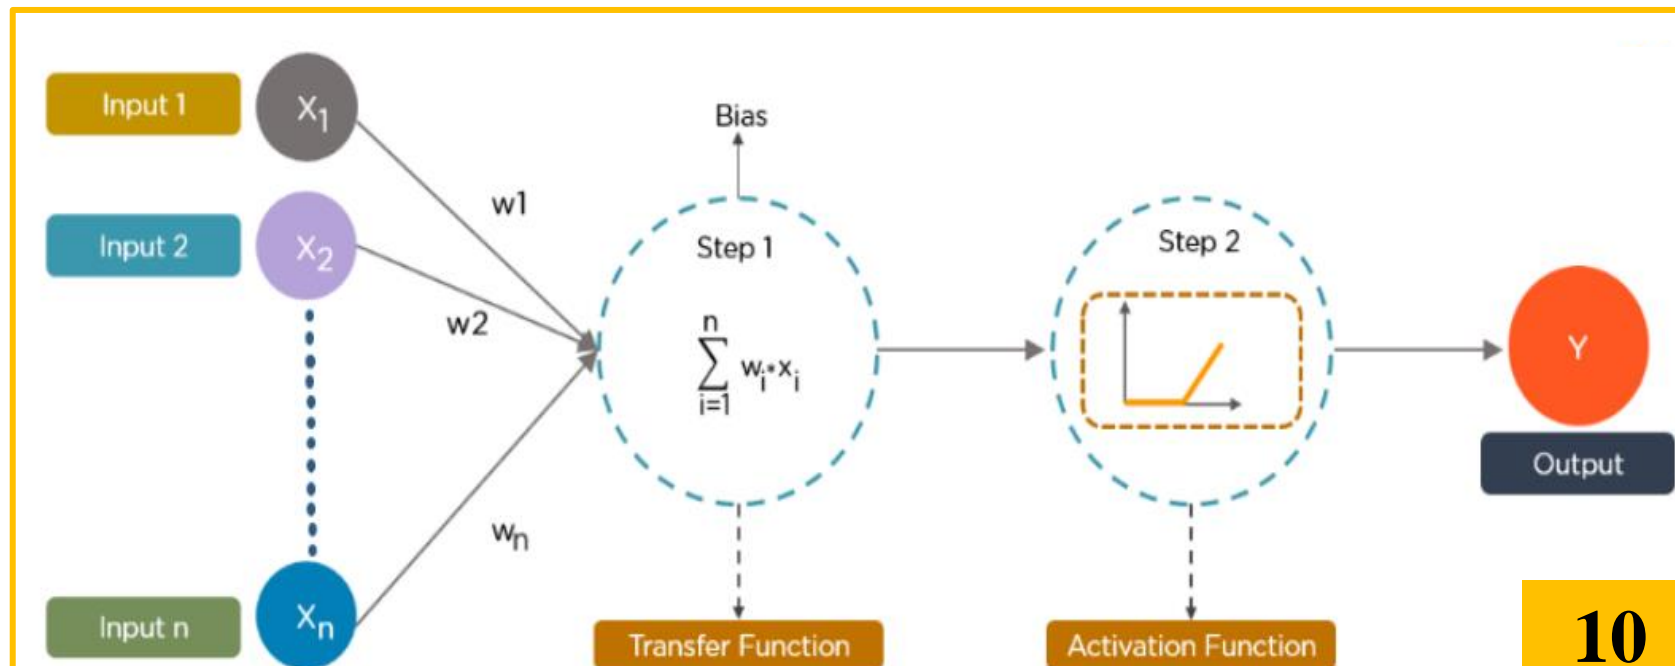 Input 1
X₁
Bias
w1
Input 2
X₂
Step 1
Step 2
w2
n
∑ wᵢ*xᵢ
i=1
Y
Output
wₙ
Input n
Xₙ
Transfer Function
Activation Function
10